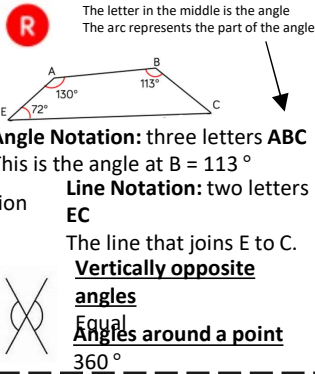 R
The letter in the middle is the angle
The arc represents the part of the angle
A
B
130°
113°
E
72°
C
Angle Notation: three letters ABC
This is the angle at B = 113 °
Line Notation: two letters
ion
EC
The line that joins E to C.
Vertically opposite
angles
Equal
Angles around a point
360 °